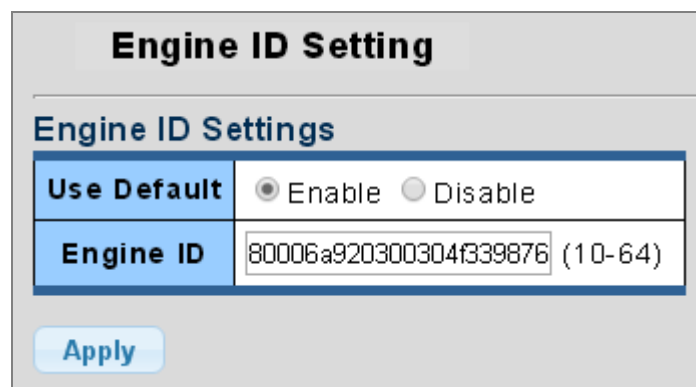 Engine ID Setting
Engine ID Settings
Use Default Enable Disable
Engine ID 80006a920300304f339876 (10-64)
Apply